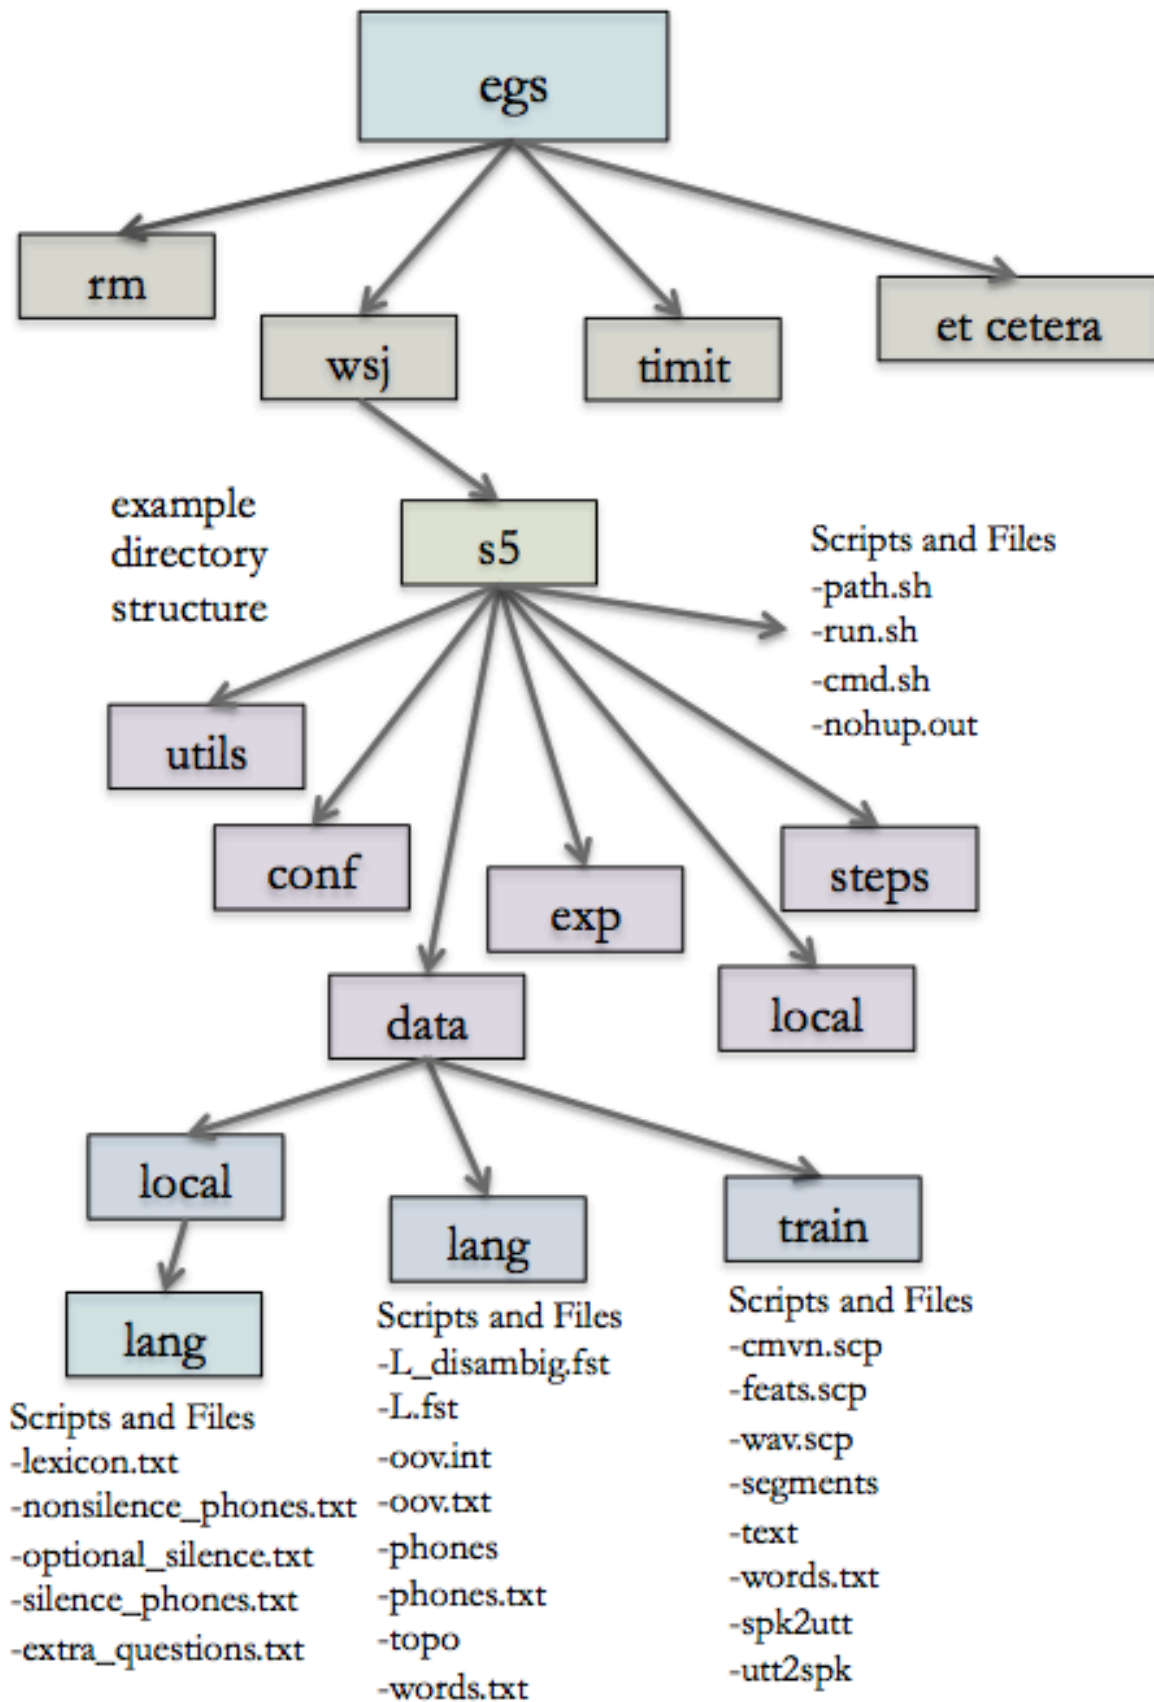 egs
rm
wsj
timit
et cetera
example
directory
structure
s5
Scripts and Files
-path.sh
-run.sh
-cmd.sh
-nohup.out
utils
conf
exp
steps
data
local
local
lang
train
lang
Scripts and Files
-lexicon.txt
-nonsilence_phones.txt
-optional_silence.txt
-silence_phones.txt
-extra_questions.txt
Scripts and Files
-L_disambig.fst
-L.fst
-oov.int
-oov.txt
-phones
-phones.txt
-topo
-words.txt
Scripts and Files
-cmvn.scp
-feats.scp
-wav.scp
-segments
-text
-words.txt
-spk2utt
-utt2spk